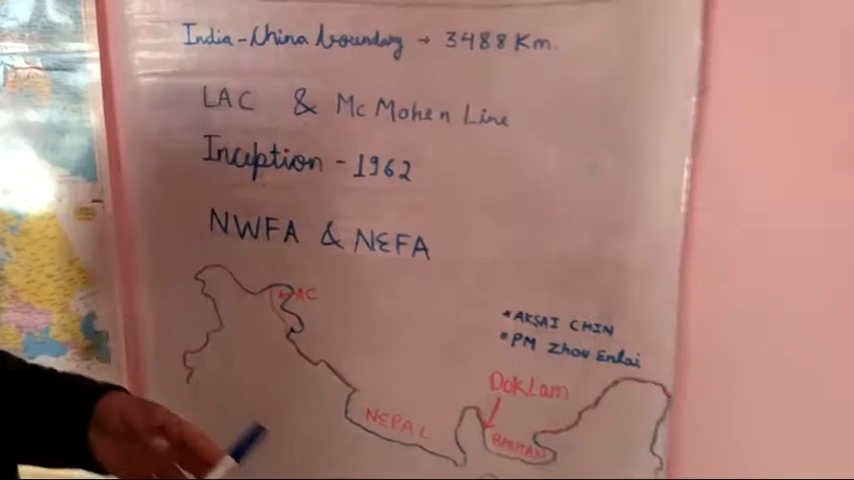 India-China boundary → 3488 Km.
LAC & McMohen Line
Inception - 1962
NWFA & NEFA
AC
* AKSAI CHIN
* PM Zhou Enlai
Doklam
NEPAL
BHUTAN